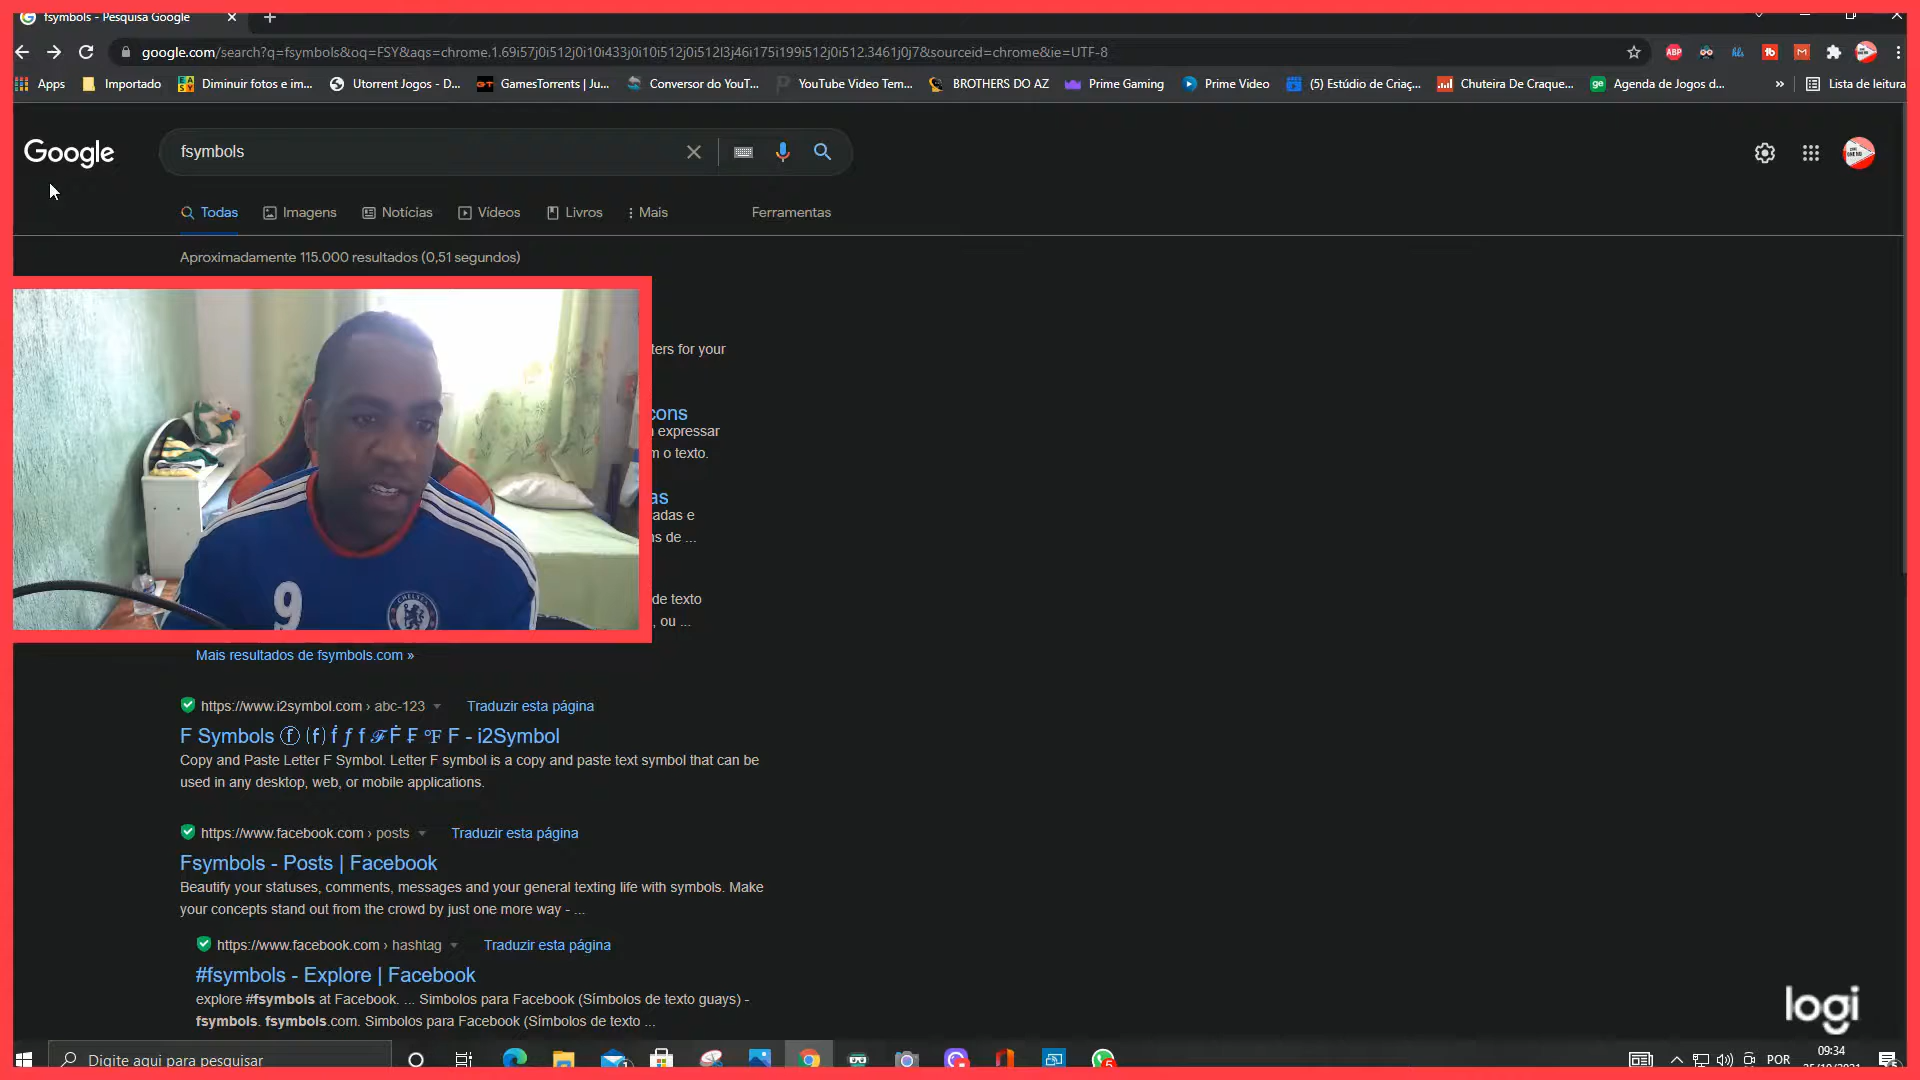 fsymbols - Pesquisa Google
google.com/search?q=fsymbols&oq=FSY&aqs=chrome.1.69i57j0i512j0i10i433j0i10i512j0i512l3j46i175i199i512j0i512.3461j0j7&sourceid=chrome&ie=UTF-8
Apps Importado Diminuir fotos e im... Utorrent Jogos - D... GamesTorrents | Ju... Conversor do YouT... YouTube Video Tem... BROTHERS DO AZ Prime Gaming Prime Video (5) Estúdio de Criaç... Chuteira De Craque... Agenda de Jogos d... » Lista de leitura
Google
fsymbols
Todas Imagens Notícias Vídeos Livros Mais Ferramentas
Aproximadamente 115.000 resultados (0,51 segundos)
ters for your
cons
expressar
m o texto.
as
adas e
ns de ...
de texto
, ou ...
9
CHELSEA
Mais resultados de fsymbols.com »
https://www.i2symbol.com › abc-123 Traduzir esta página
F Symbols ⓕ ⒡ ḟ ƒ f ℱ Ḟ ₣ ℉ F - i2Symbol
Copy and Paste Letter F Symbol. Letter F symbol is a copy and paste text symbol that can be
used in any desktop, web, or mobile applications.
https://www.facebook.com › posts Traduzir esta página
Fsymbols - Posts | Facebook
Beautify your statuses, comments, messages and your general texting life with symbols. Make
your concepts stand out from the crowd by just one more way - ...
https://www.facebook.com › hashtag Traduzir esta página
#fsymbols - Explore | Facebook
explore #fsymbols at Facebook. ... Simbolos para Facebook (Símbolos de texto guays) -
fsymbols. fsymbols.com. Simbolos para Facebook (Símbolos de texto ...
logi
Digite aqui para pesquisar
POR
09:34